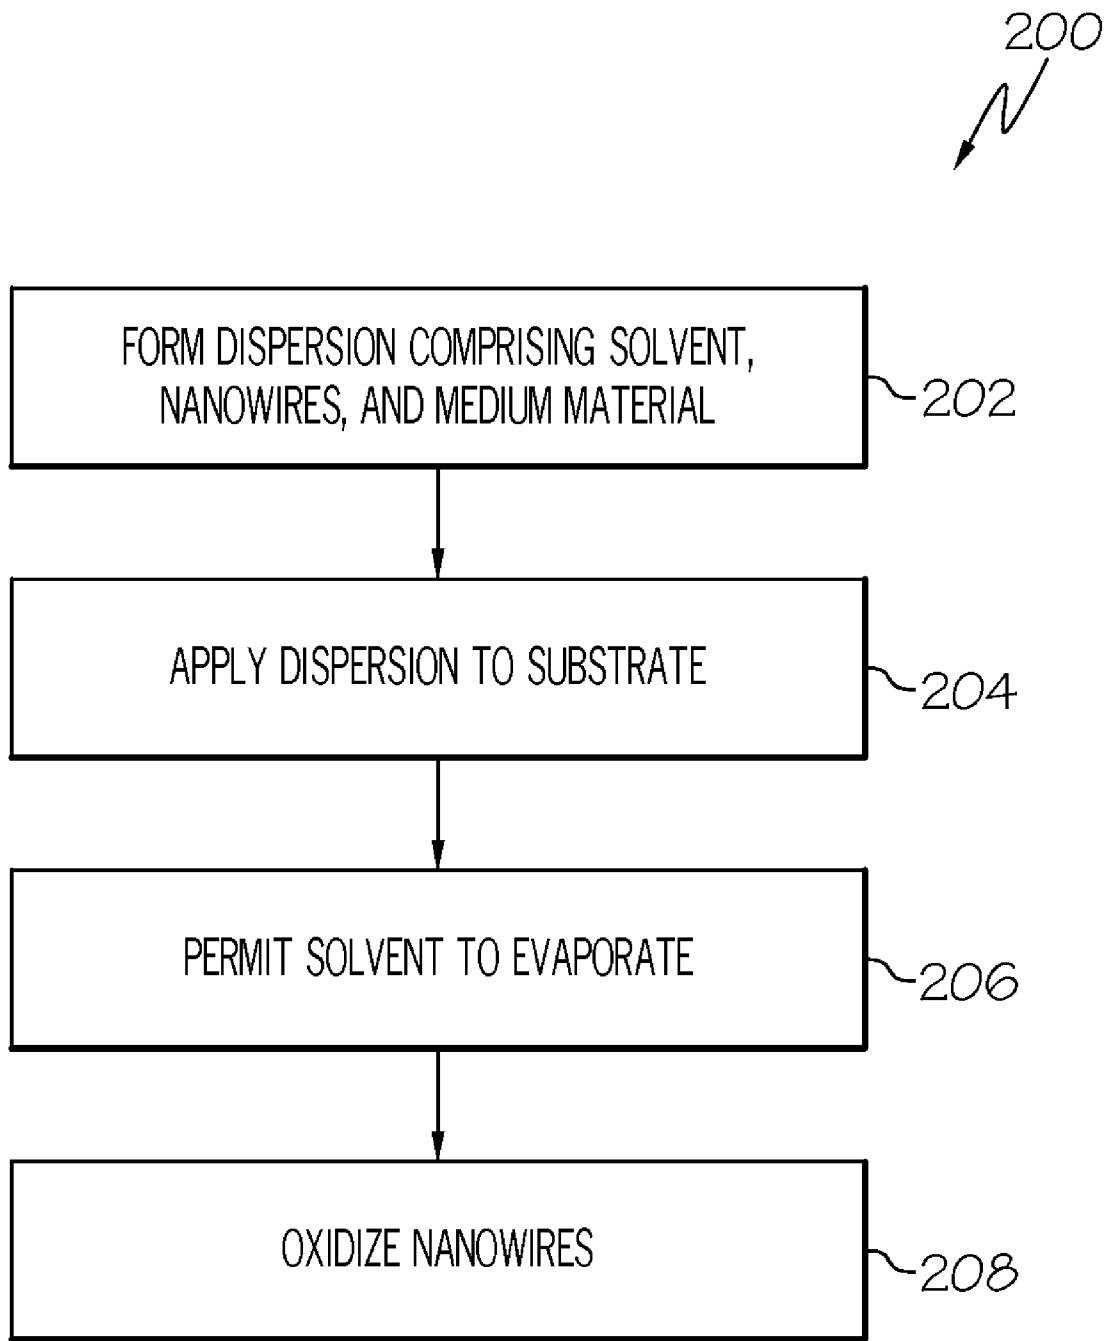 200
FORM DISPERSION COMPRISING SOLVENT,
NANOWIRES, AND MEDIUM MATERIAL
202
APPLY DISPERSION TO SUBSTRATE
204
PERMIT SOLVENT TO EVAPORATE
206
OXIDIZE NANOWIRES
208